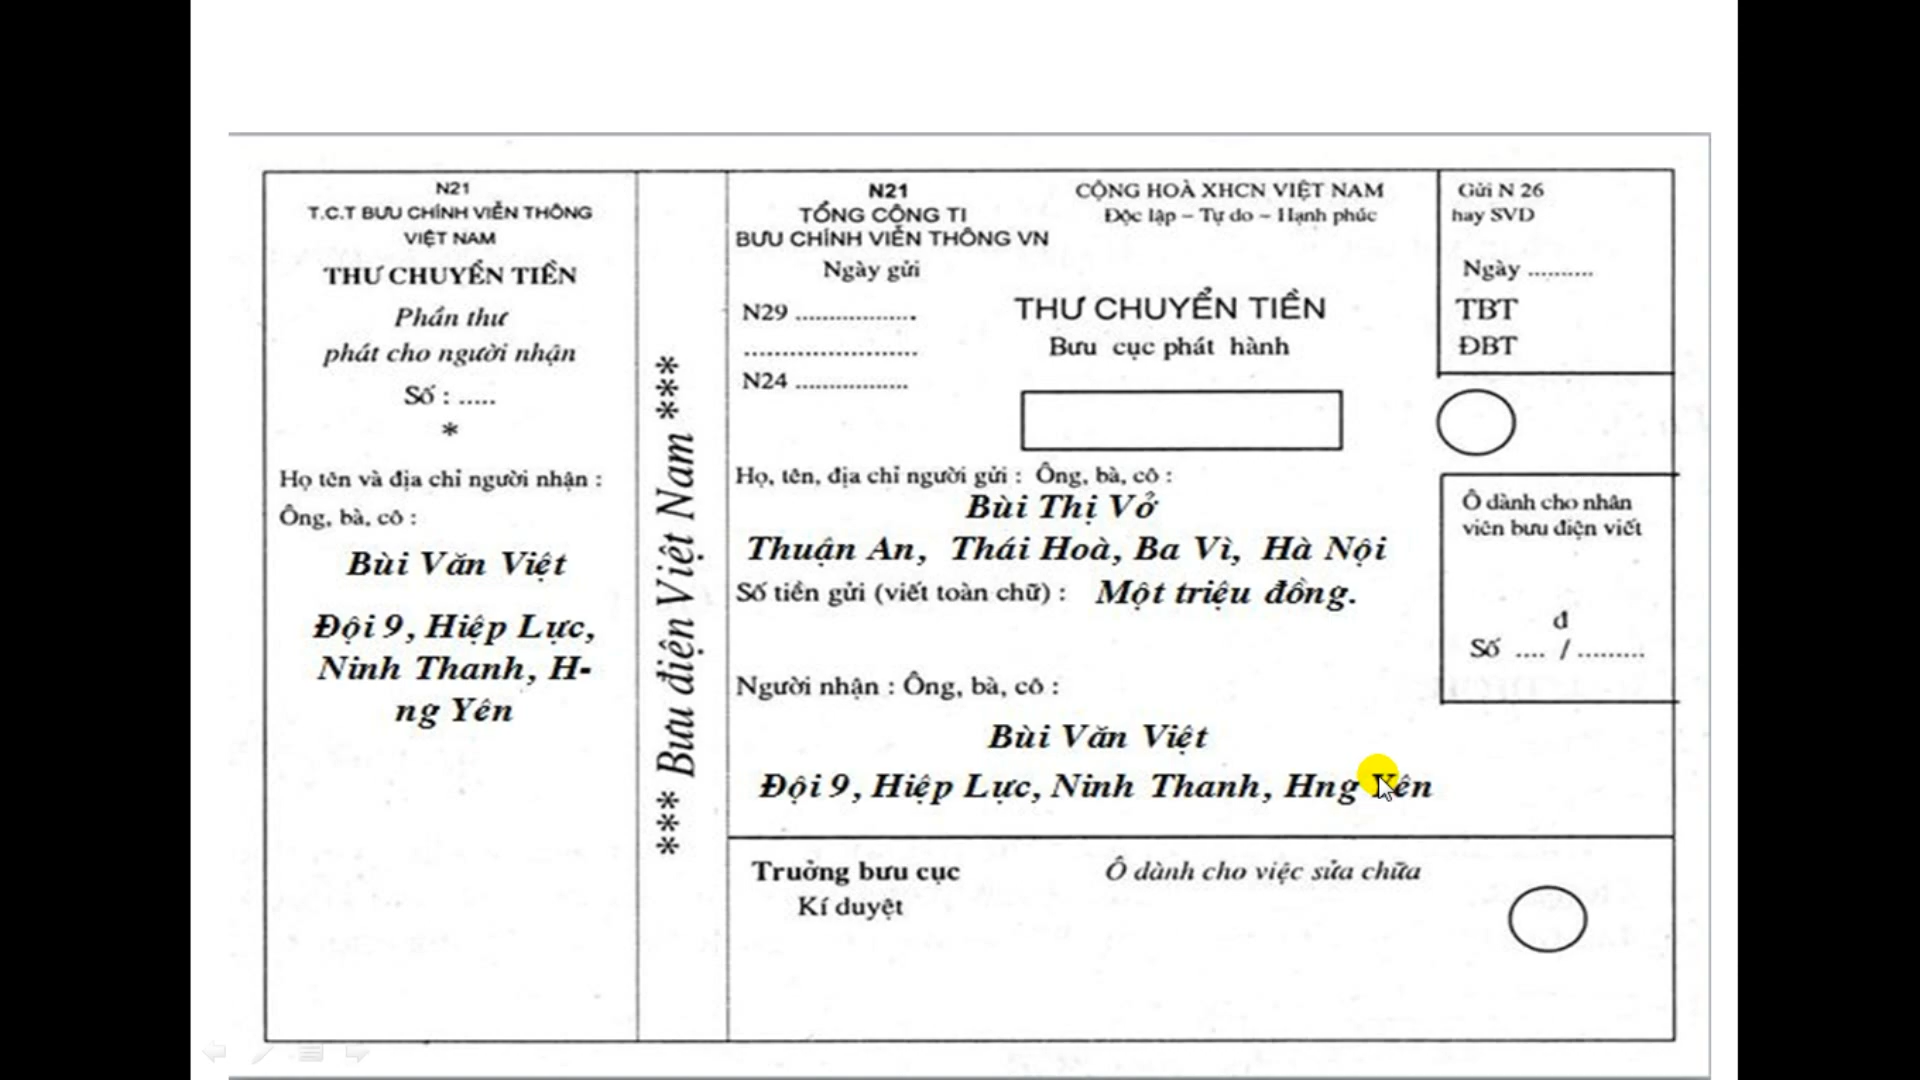 N21
T.C.T BƯU CHÍNH VIỄN THÔNG
VIỆT NAM
THƯ CHUYỂN TIỀN
Phần thư
phát cho người nhận
Số : .....
*
Họ tên và địa chỉ người nhận :
Ông, bà, cô :
Bùi Văn Việt
Đội 9, Hiệp Lực,
Ninh Thanh, H-
ng Yên
*** Bưu điện Việt Nam ***
N21
TỔNG CÔNG TI
BƯU CHÍNH VIỄN THÔNG VN
Ngày gửi
N29 ..................
..........................
N24 .................
CỘNG HOÀ XHCN VIỆT NAM
Độc lập – Tự do – Hạnh phúc
THƯ CHUYỂN TIỀN
Bưu cục phát hành
Gửi N 26
hay SVD
Ngày ..........
TBT
ĐBT
Họ, tên, địa chỉ người gửi : Ông, bà, cô :
Bùi Thị Vở
Thuận An, Thái Hoà, Ba Vì, Hà Nội
Số tiền gửi (viết toàn chữ) : Một triệu đồng.
Ô dành cho nhân
viên bưu điện viết
đ
Số .... / .........
Người nhận : Ông, bà, cô :
Bùi Văn Việt
Đội 9, Hiệp Lực, Ninh Thanh, Hng Yên
Truởng bưu cục
Kí duyệt
Ô dành cho việc sửa chữa